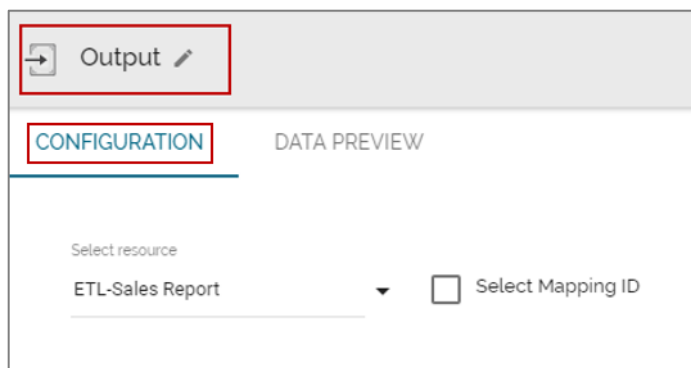 Output
CONFIGURATION DATA PREVIEW
Select resource
ETL-Sales Report
Select Mapping ID